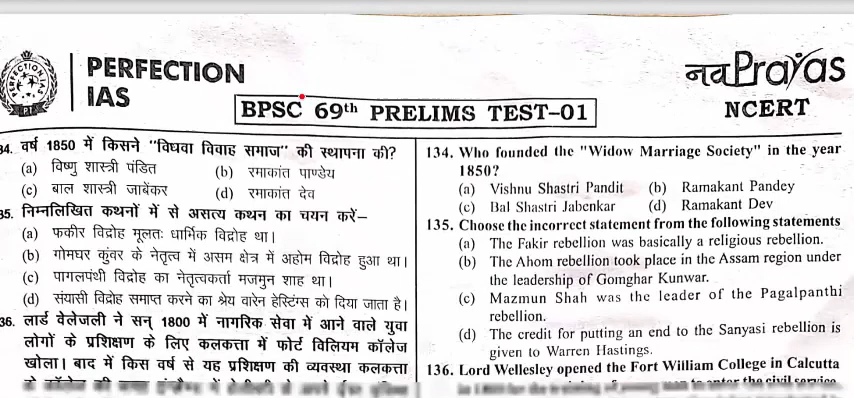 PERFECTION
IAS
नवPrayas
NCERT
BPSC 69th PRELIMS TEST–01
34. वर्ष 1850 में किसने "विधवा विवाह समाज" की स्थापना की?
(a) विष्णु शास्त्री पंडित (b) रमाकांत पाण्डेय
(c) बाल शास्त्री जाबेंकर (d) रमाकांत देव
35. निम्नलिखित कथनों में से असत्य कथन का चयन करें–
(a) फकीर विद्रोह मूलतः धार्मिक विद्रोह था।
(b) गोमघर कुंवर के नेतृत्व में असम क्षेत्र में अहोम विद्रोह हुआ था।
(c) पागलपंथी विद्रोह का नेतृत्वकर्ता मजमुन शाह था।
(d) संयासी विद्रोह समाप्त करने का श्रेय वारेन हेस्टिंग्स को दिया जाता है।
36. लार्ड वेलेजली ने सन् 1800 में नागरिक सेवा में आने वाले युवा
लोगों के प्रशिक्षण के लिए कलकत्ता में फोर्ट विलियम कॉलेज
खोला। बाद में किस वर्ष से यह प्रशिक्षण की व्यवस्था कलकत्ता
134. Who founded the "Widow Marriage Society" in the year
1850?
(a) Vishnu Shastri Pandit (b) Ramakant Pandey
(c) Bal Shastri Jabenkar (d) Ramakant Dev
135. Choose the incorrect statement from the following statements
(a) The Fakir rebellion was basically a religious rebellion.
(b) The Ahom rebellion took place in the Assam region under
the leadership of Gomghar Kunwar.
(c) Mazmun Shah was the leader of the Pagalpanthi
rebellion.
(d) The credit for putting an end to the Sanyasi rebellion is
given to Warren Hastings.
136. Lord Wellesley opened the Fort William College in Calcutta